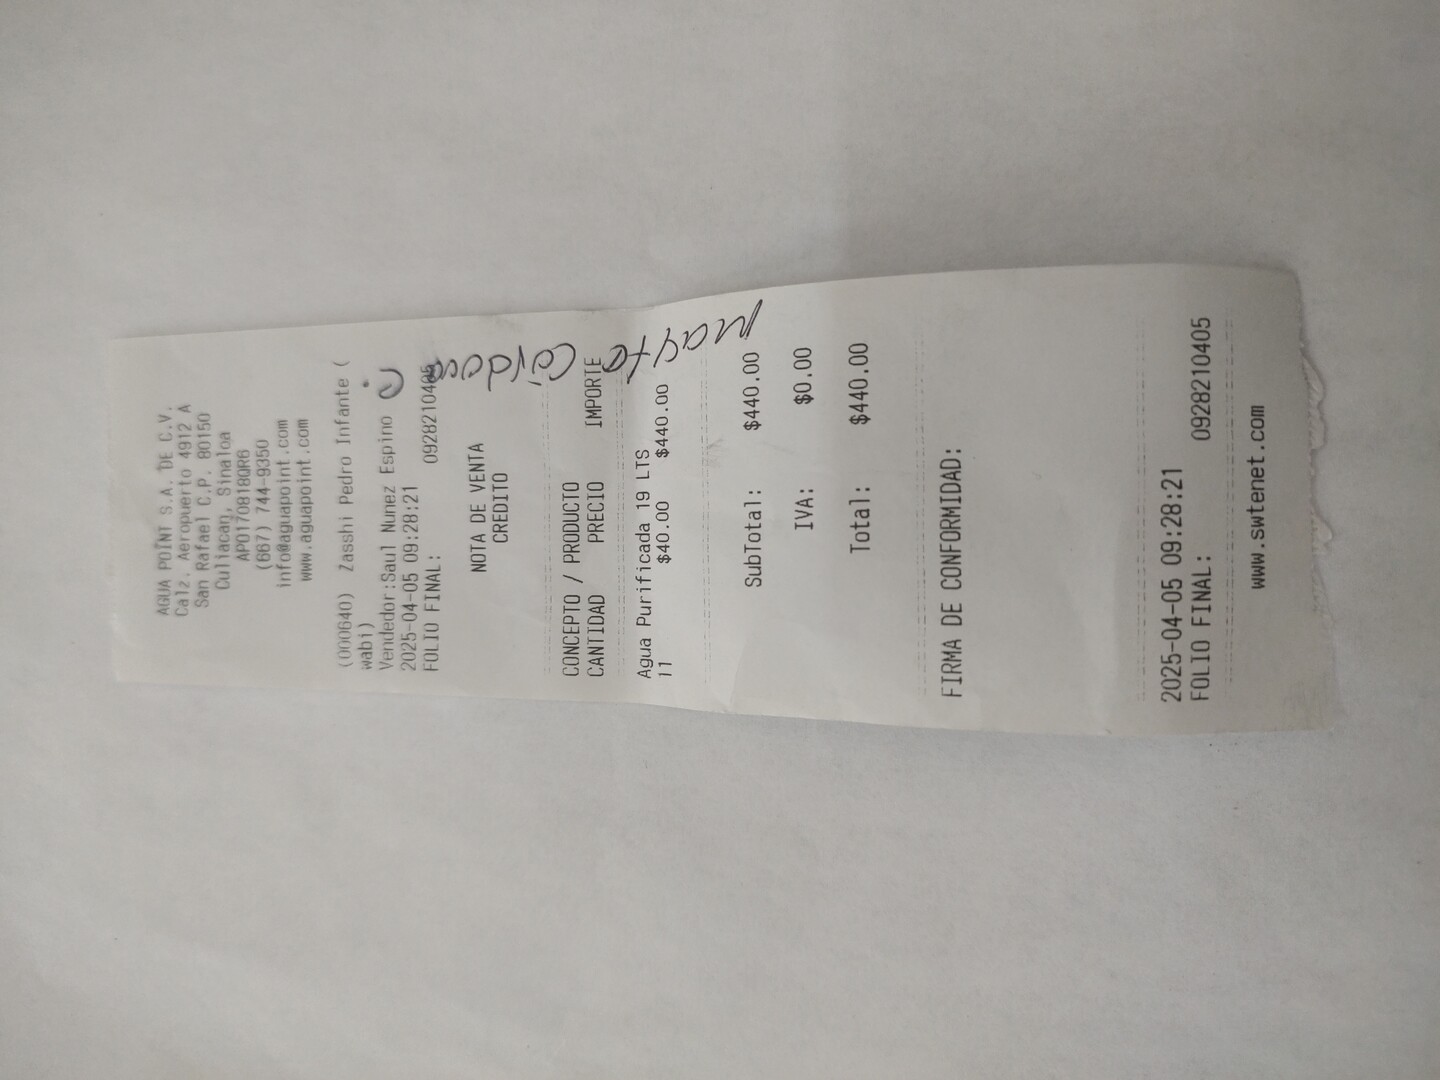 AGUA POINT S.A. DE C.V.
Calz. Aeropuerto 4912 A
San Rafael C.P. 80150
Culiacan, Sinaloa
APO1708180R6
(667) 744-9350
info@aguapoint.com
www.aguapoint.com
(000640) Zasshi Pedro Infante (
wabi)
Vendedor:Saul Nunez Espino
2025-04-05 09:28:21
FOLIO FINAL: 0928210405
NOTA DE VENTA
CREDITO
CONCEPTO / PRODUCTO
CANTIDAD PRECIO IMPORTE
Agua Purificada 19 LTS
11 $40.00 $440.00
SubTotal: $440.00
IVA: $0.00
Total: $440.00
FIRMA DE CONFORMIDAD:
2025-04-05 09:28:21
FOLIO FINAL: 0928210405
www.swtenet.com